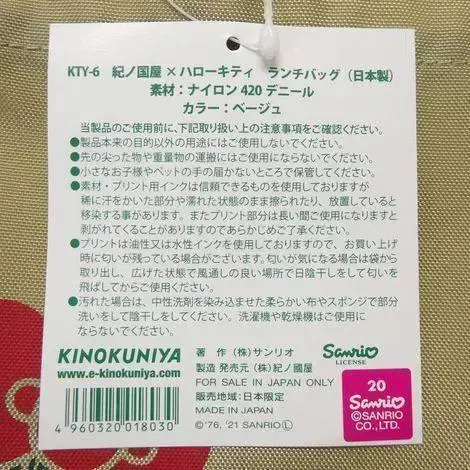 KTY-6 紀ノ国屋×ハローキティ ランチバッグ（日本製）
素材：ナイロン 420 デニール
カラー：ベージュ
当製品のご使用前に、下記取り扱い上の注意事項をご確認ください。
●製品本来の目的以外の用途にはご使用しないでください。
●先の尖った物や重量物の運搬にはご使用にならないでください。
●小さなお子様やペットの手の届かないところで保管してください。
●素材・プリント用インクは信頼できるものを使用しておりますが
稀に汗をかいた部分や濡れた状態のまま擦られたり、放置していると
移染する事があります。またプリント部分は長い間ご使用になりますと
剥がれてくることがありますのであらかじめご了承ください。
●プリントは油性又は水性インクを使用しておりますので、お買い上げ
時に匂いが残っている場合がございます。匂いが気になる場合は袋から
取り出し、広げた状態で風通しの良い場所で日陰干しをして匂いを
飛ばしてからご使用ください。
●汚れた場合は、中性洗剤を染み込ませた柔らかい布やスポンジで部分
洗いをして陰干しをしてください。洗濯機や乾燥機はご使用に
ならないでください。
KINOKUNIYA
www.e-kinokuniya.com
4 960320 018030
著 作 （株）サンリオ
製造 発売元 （株）紀ノ國屋
FOR SALE IN JAPAN ONLY
販売地域：日本限定
MADE IN JAPAN
©'76, '21 SANRIO Ⓛ
Sanrio
LICENSE
20
Sanrio
©SANRIO
CO., LTD.